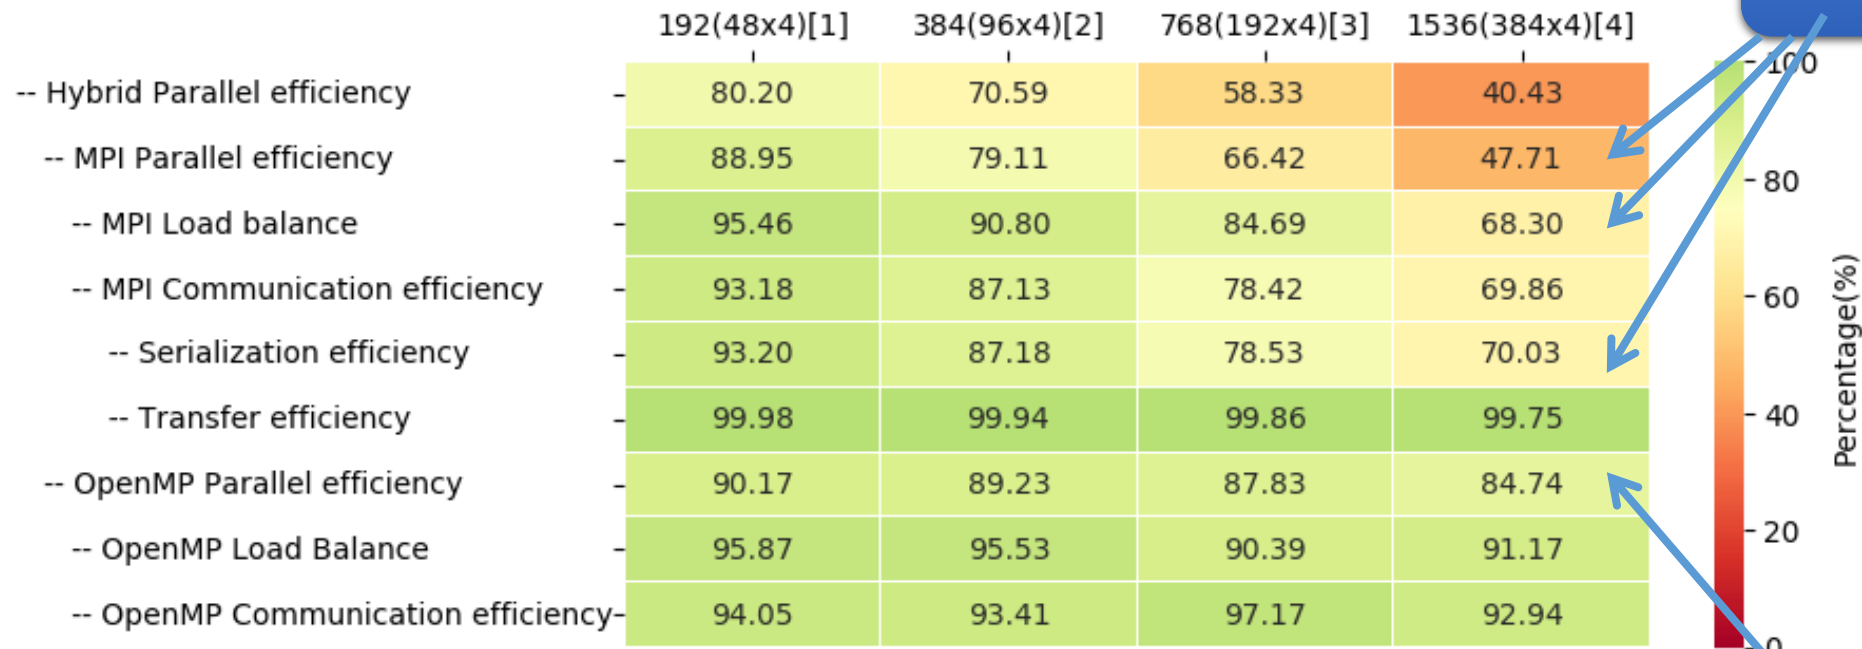 192(48x4)[1] 384(96x4)[2] 768(192x4)[3] 1536(384x4)[4]
-- Hybrid Parallel efficiency 80.20 70.59 58.33 40.43
-- MPI Parallel efficiency 88.95 79.11 66.42 47.71
-- MPI Load balance 95.46 90.80 84.69 68.30
-- MPI Communication efficiency 93.18 87.13 78.42 69.86
-- Serialization efficiency 93.20 87.18 78.53 70.03
-- Transfer efficiency 99.98 99.94 99.86 99.75
-- OpenMP Parallel efficiency 90.17 89.23 87.83 84.74
-- OpenMP Load Balance 95.87 95.53 90.39 91.17
-- OpenMP Communication efficiency 94.05 93.41 97.17 92.94
100
80
60
40
20
0
Percentage(%)